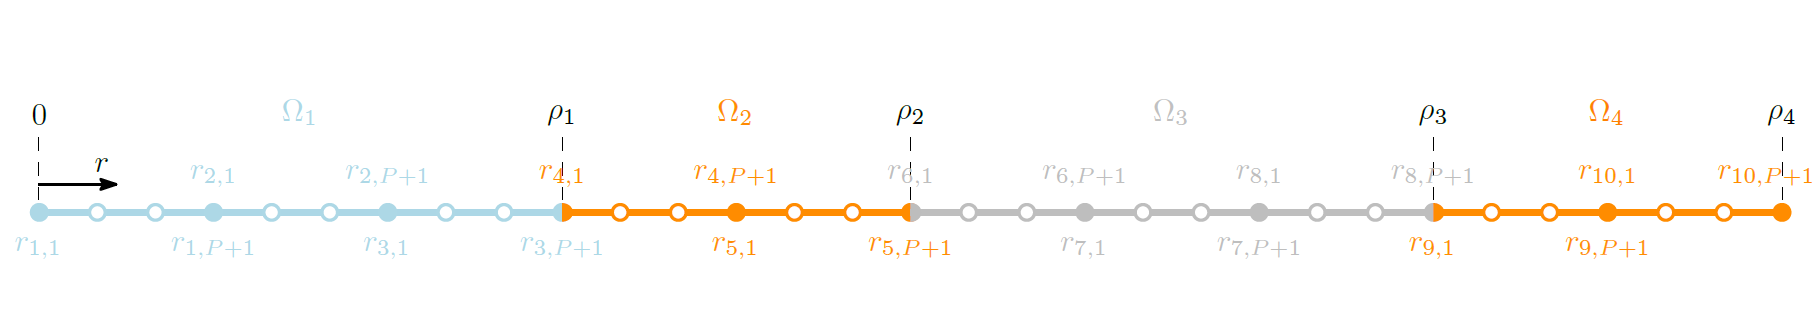 0 Ω₁ ρ₁ Ω₂ ρ₂ Ω₃ ρ₃ Ω₄ ρ₄
r r₂,₁ r₂,P₊₁ r₄,₁ r₄,P₊₁ r₆,₁ r₆,P₊₁ r₈,₁ r₈,P₊₁ r₁₀,₁ r₁₀,P₊₁
r₁,₁ r₁,P₊₁ r₃,₁ r₃,P₊₁ r₅,₁ r₅,P₊₁ r₇,₁ r₇,P₊₁ r₉,₁ r₉,P₊₁